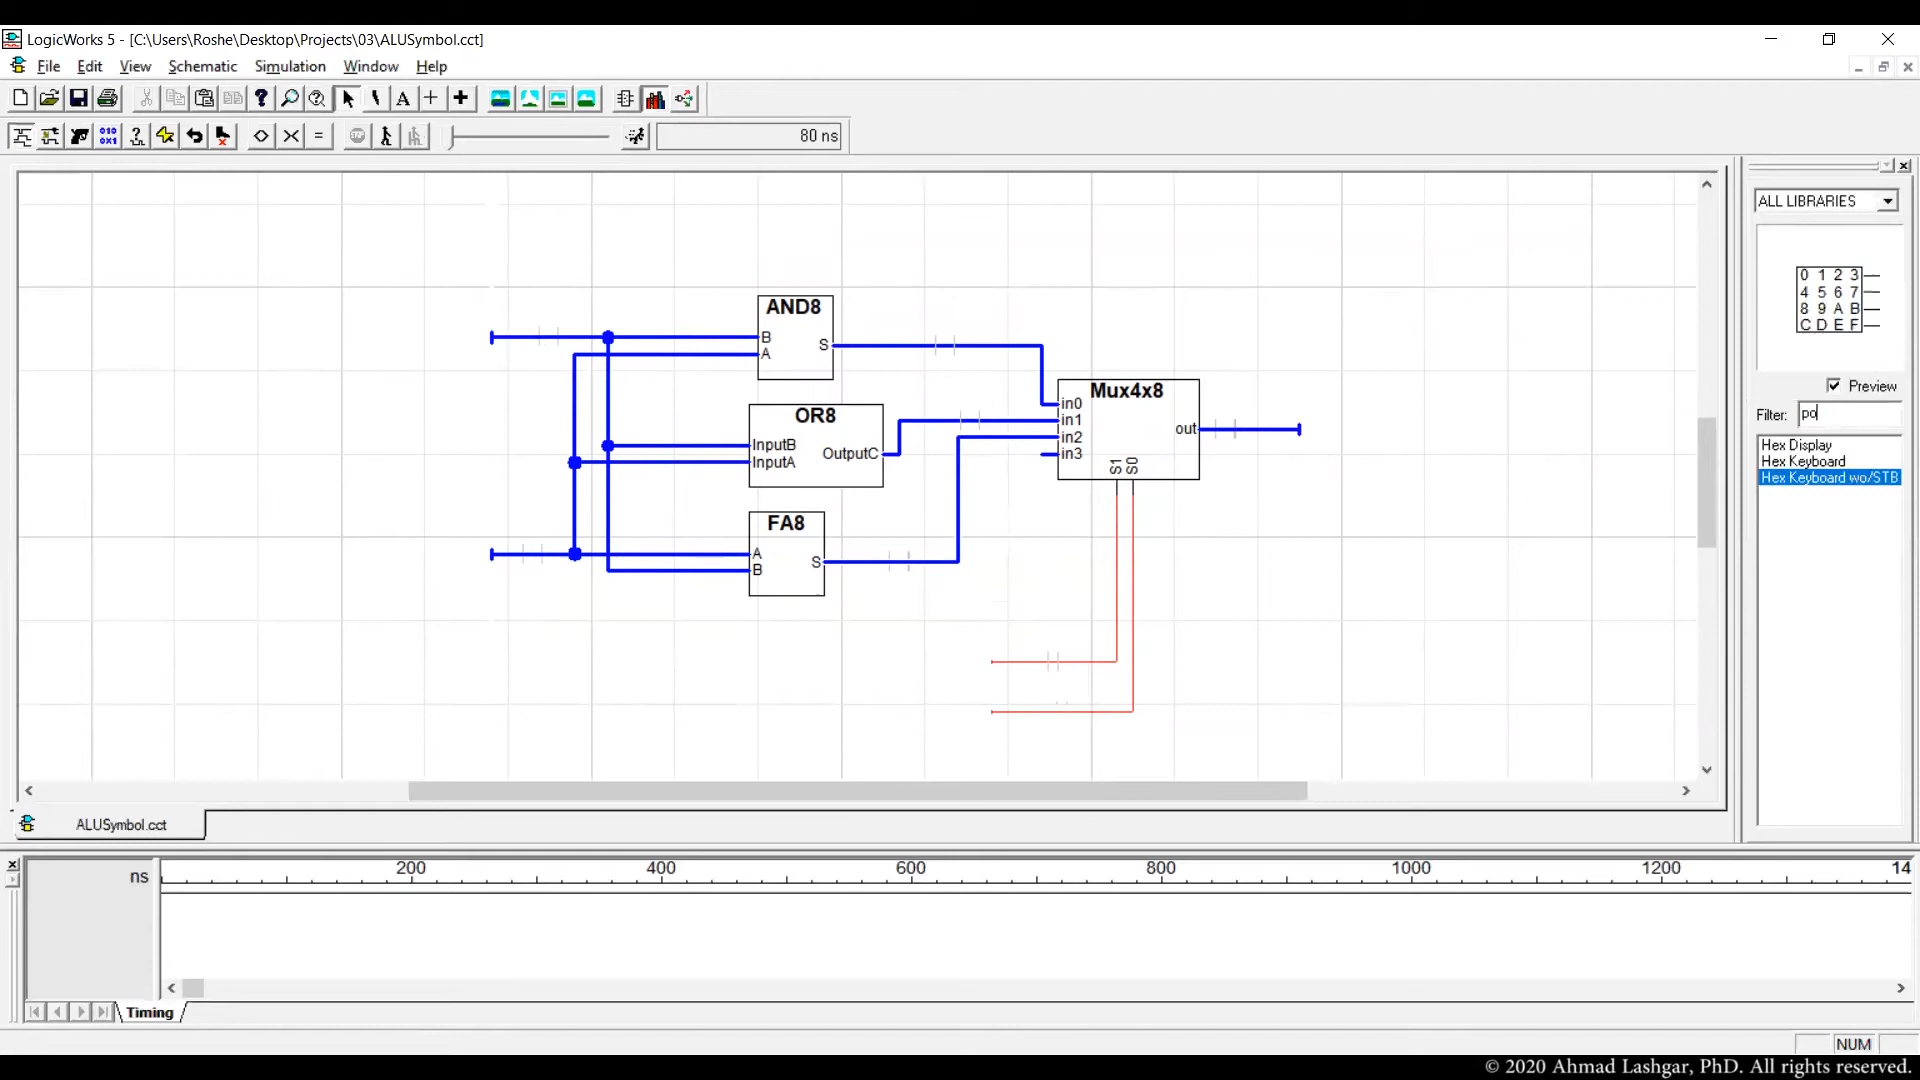 LogicWorks 5 - [C:\Users\Roshe\Desktop\Projects\03\ALUSymbol.cct]
File Edit View Schematic Simulation Window Help
80 ns
ALL LIBRARIES
0 1 2 3
4 5 6 7
8 9 A B
C D E F
Preview
Filter: po
Hex Display
Hex Keyboard
Hex Keyboard wo/STB
AND8
B
A
S
OR8
InputB
InputA
OutputC
FA8
A
B
S
Mux4x8
in0
in1
in2
in3
out
S1
S0
ALUSymbol.cct
ns
200 400 600 800 1000 1200 14
Timing
NUM
© 2020 Ahmad Lashgar, PhD. All rights reserved.